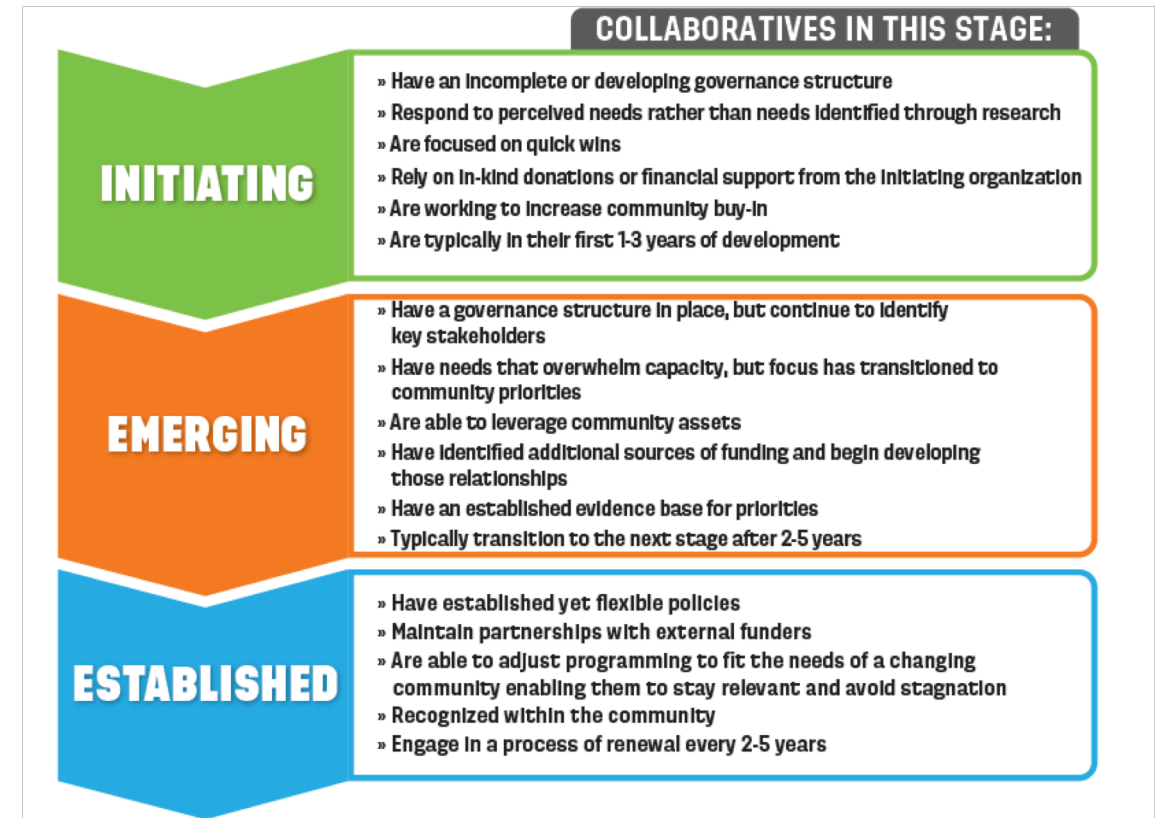 COLLABORATIVES IN THIS STAGE:
INITIATING
» Have an incomplete or developing governance structure
» Respond to perceived needs rather than needs identified through research
» Are focused on quick wins
» Rely on in-kind donations or financial support from the initiating organization
» Are working to increase community buy-in
» Are typically in their first 1-3 years of development
EMERGING
» Have a governance structure in place, but continue to identify
key stakeholders
» Have needs that overwhelm capacity, but focus has transitioned to
community priorities
» Are able to leverage community assets
» Have identified additional sources of funding and begin developing
those relationships
» Have an established evidence base for priorities
» Typically transition to the next stage after 2-5 years
ESTABLISHED
» Have established yet flexible policies
» Maintain partnerships with external funders
» Are able to adjust programming to fit the needs of a changing
community enabling them to stay relevant and avoid stagnation
» Recognized within the community
» Engage in a process of renewal every 2-5 years